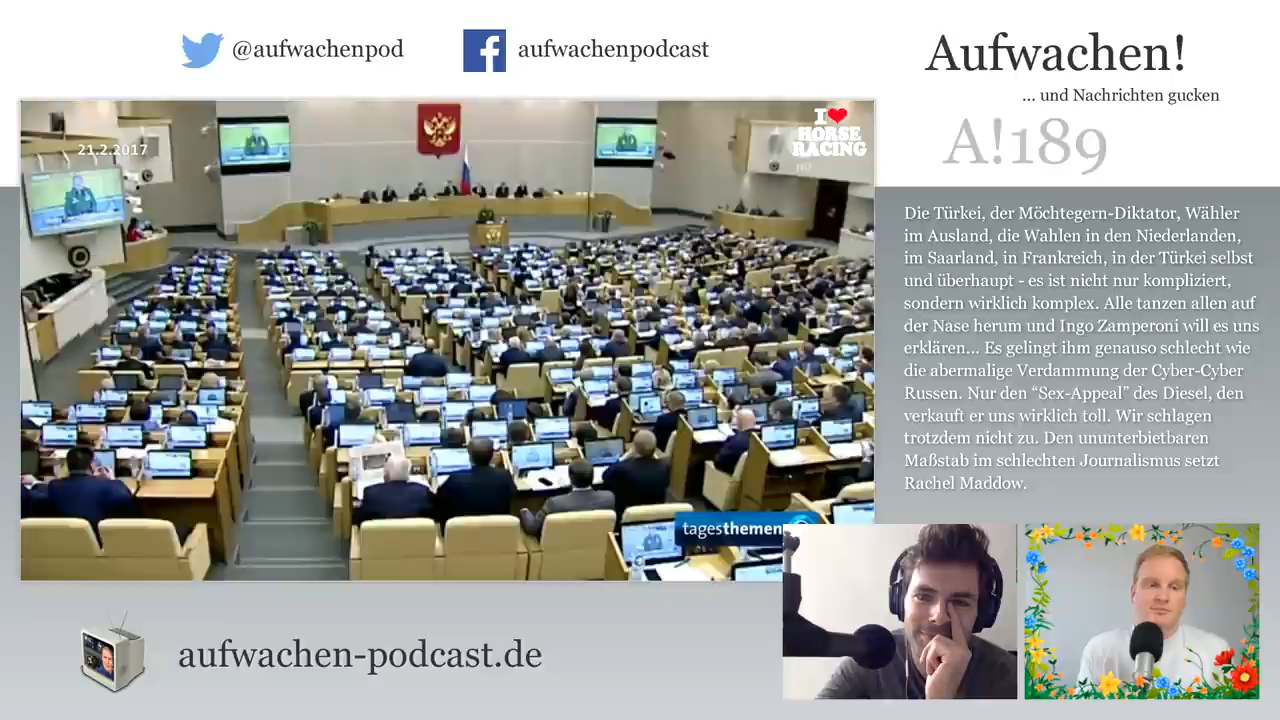 @aufwachenpod
aufwachenpodcast
Aufwachen!
... und Nachrichten gucken
A!189
21.2.2017
I
HORSE
RACING
Die Türkei, der Möchtegern-Diktator, Wähler
im Ausland, die Wahlen in den Niederlanden,
im Saarland, in Frankreich, in der Türkei selbst
und überhaupt - es ist nicht nur kompliziert,
sondern wirklich komplex. Alle tanzen allen auf
der Nase herum und Ingo Zamperoni will es uns
erklären... Es gelingt ihm genauso schlecht wie
die abermalige Verdammung der Cyber-Cyber
Russen. Nur den “Sex-Appeal” des Diesel, den
verkauft er uns wirklich toll. Wir schlagen
trotzdem nicht zu. Den ununterbietbaren
Maßstab im schlechten Journalismus setzt
Rachel Maddow.
tagesthemen
aufwachen-podcast.de